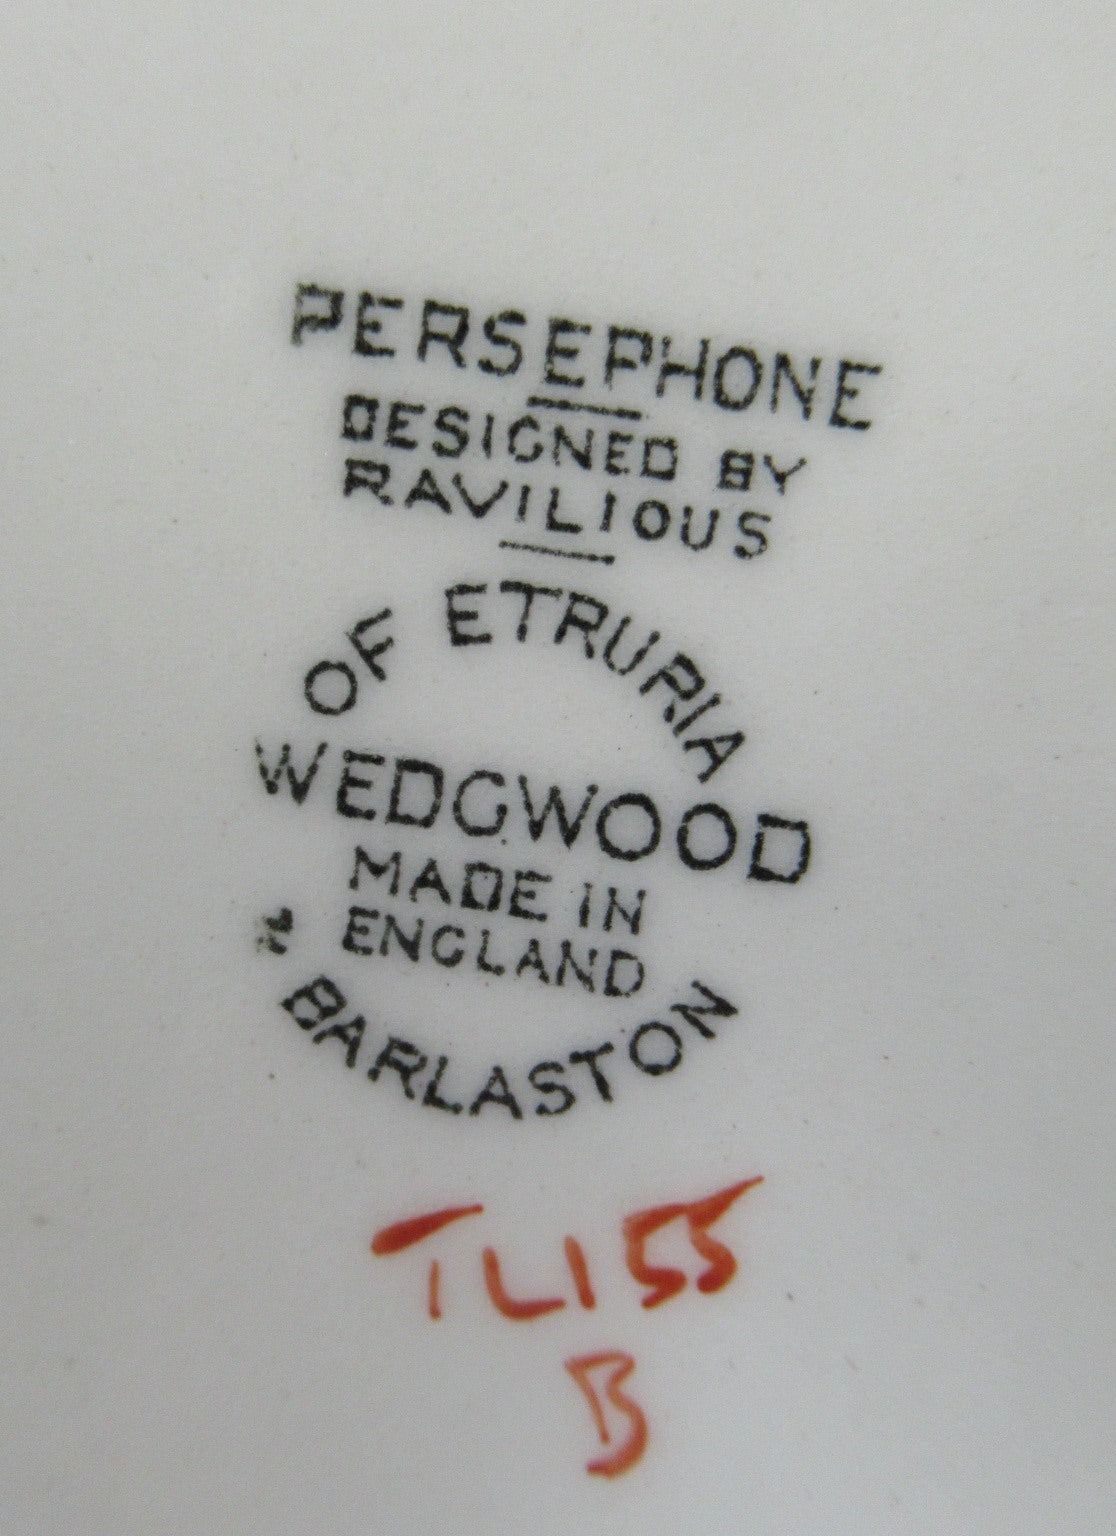 PERSEPHONE
DESIGNED BY
RAVILIOUS
OF ETRURIA
WEDGWOOD
MADE IN
ENGLAND
& BARLASTON
TL155
B